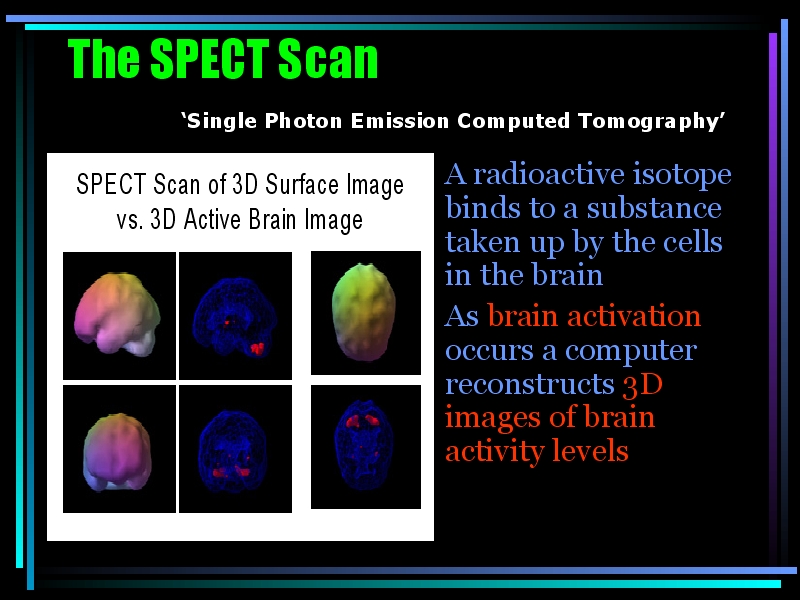 The SPECT Scan
‘Single Photon Emission Computed Tomography’
SPECT Scan of 3D Surface Image
vs. 3D Active Brain Image
A radioactive isotope
binds to a substance
taken up by the cells
in the brain
As brain activation
occurs a computer
reconstructs 3D
images of brain
activity levels